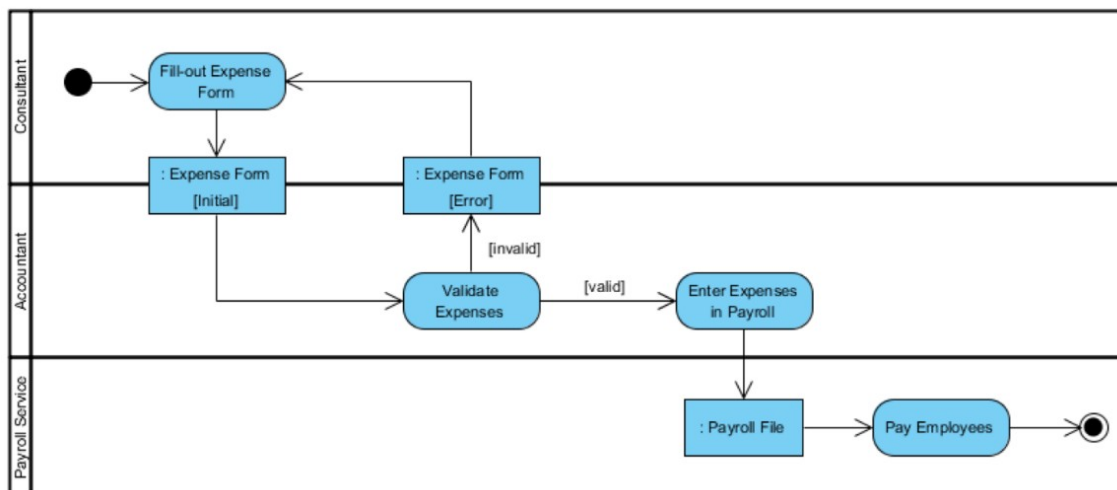 Consultant
Fill-out Expense
Form
: Expense Form
[Initial]
: Expense Form
[Error]
Accountant
[invalid]
Validate
Expenses
[valid]
Enter Expenses
in Payroll
Payroll Service
: Payroll File
Pay Employees